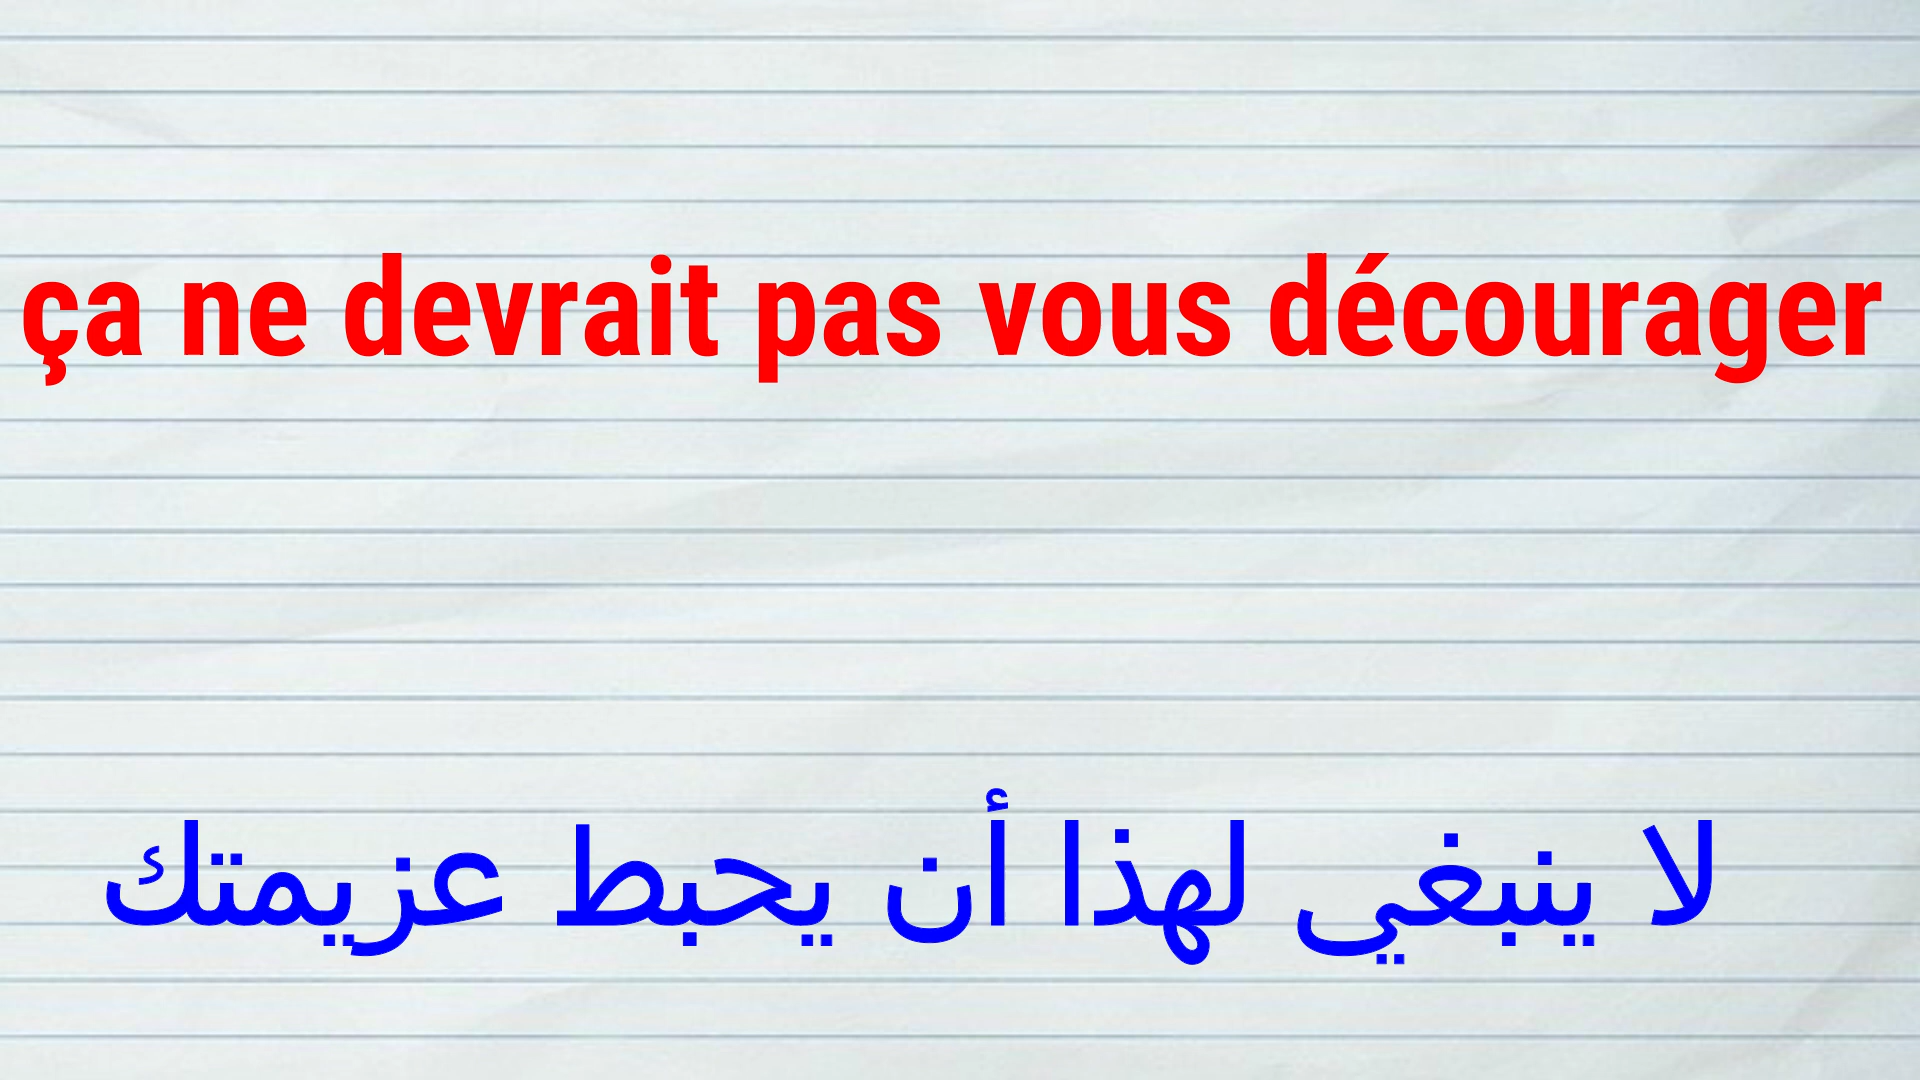 ça ne devrait pas vous décourager
لا ينبغي لهذا أن يحبط عزيمتك